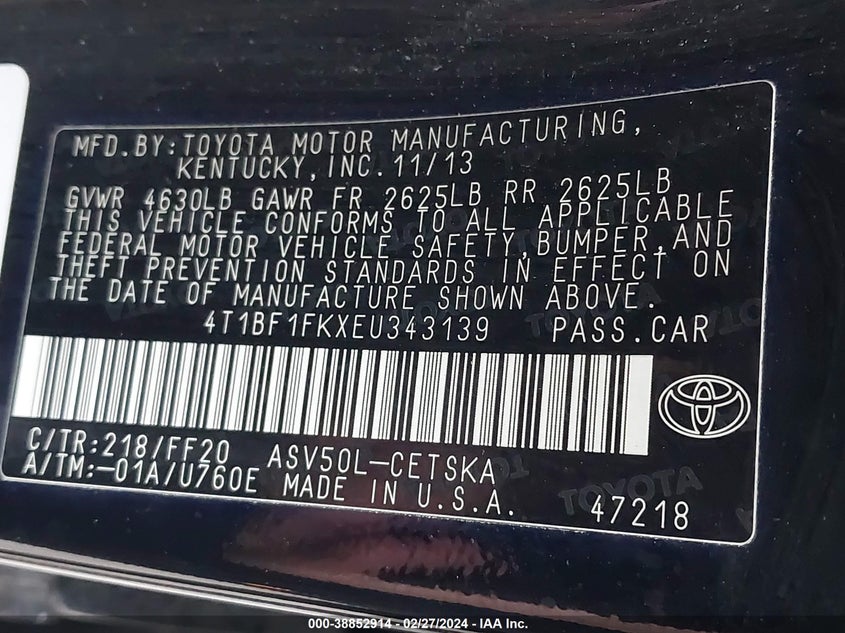 MFD.BY:TOYOTA MOTOR MANUFACTURING,
KENTUCKY,INC.11/13
GVWR 4630LB GAWR FR 2625LB RR 2625LB
THIS VEHICLE CONFORMS TO ALL APPLICABLE
FEDERAL MOTOR VEHICLE SAFETY,BUMPER,AND
THEFT PREVENTION STANDARDS IN EFFECT ON
THE DATE OF MANUFACTURE SHOWN ABOVE.
4T1BF1FKXEU343139 PASS.CAR
C/TR:218/FF20 ASV50L-CETSKA
A/TM:-01A/U760E MADE IN U.S.A.
TOYOTA
47218
000-38852914 - 02/27/2024 - IAA Inc.